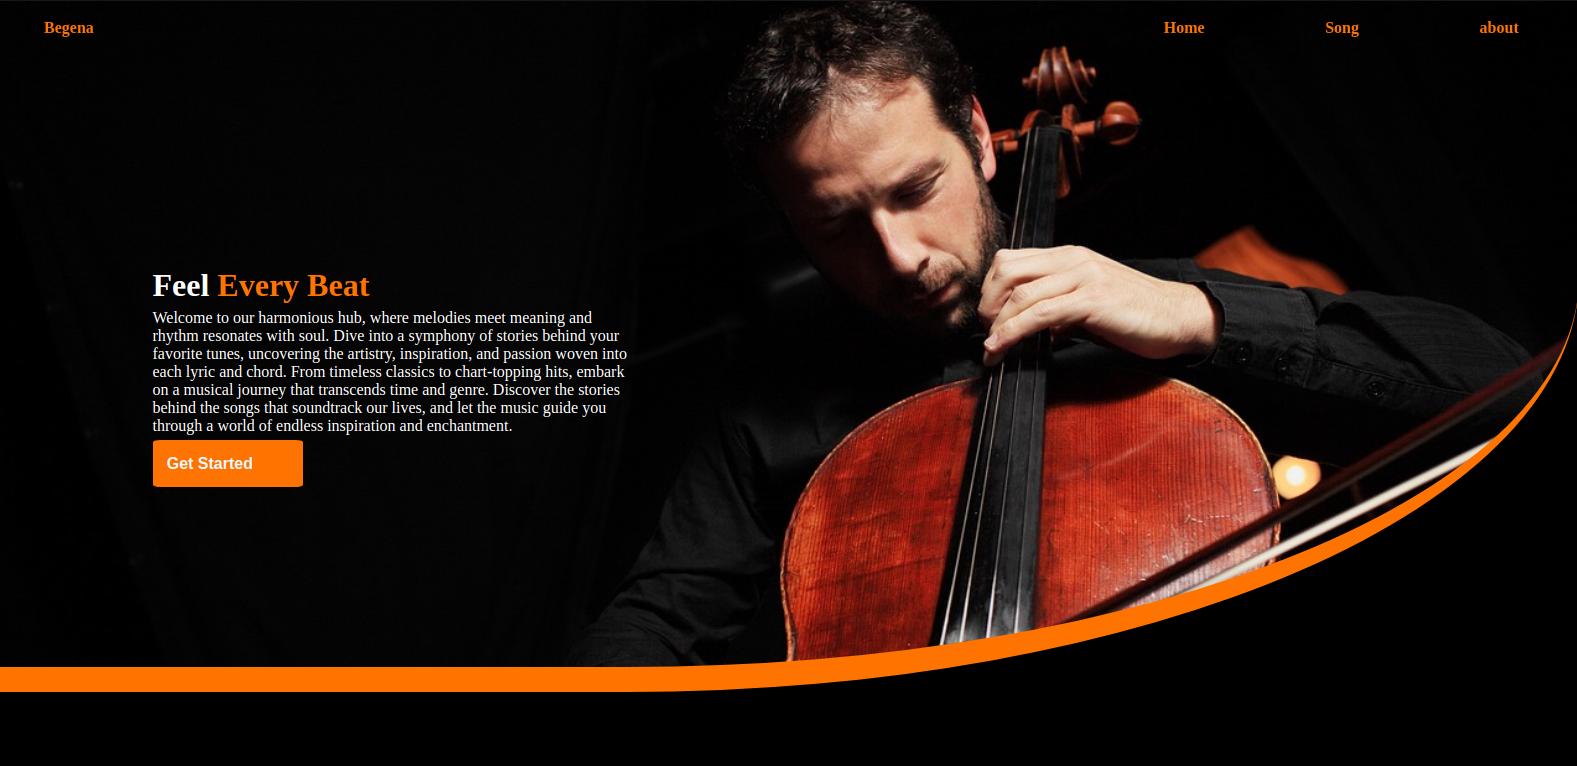 Begena
Home
Song
about
Feel Every Beat
Welcome to our harmonious hub, where melodies meet meaning and
rhythm resonates with soul. Dive into a symphony of stories behind your
favorite tunes, uncovering the artistry, inspiration, and passion woven into
each lyric and chord. From timeless classics to chart-topping hits, embark
on a musical journey that transcends time and genre. Discover the stories
behind the songs that soundtrack our lives, and let the music guide you
through a world of endless inspiration and enchantment.
Get Started